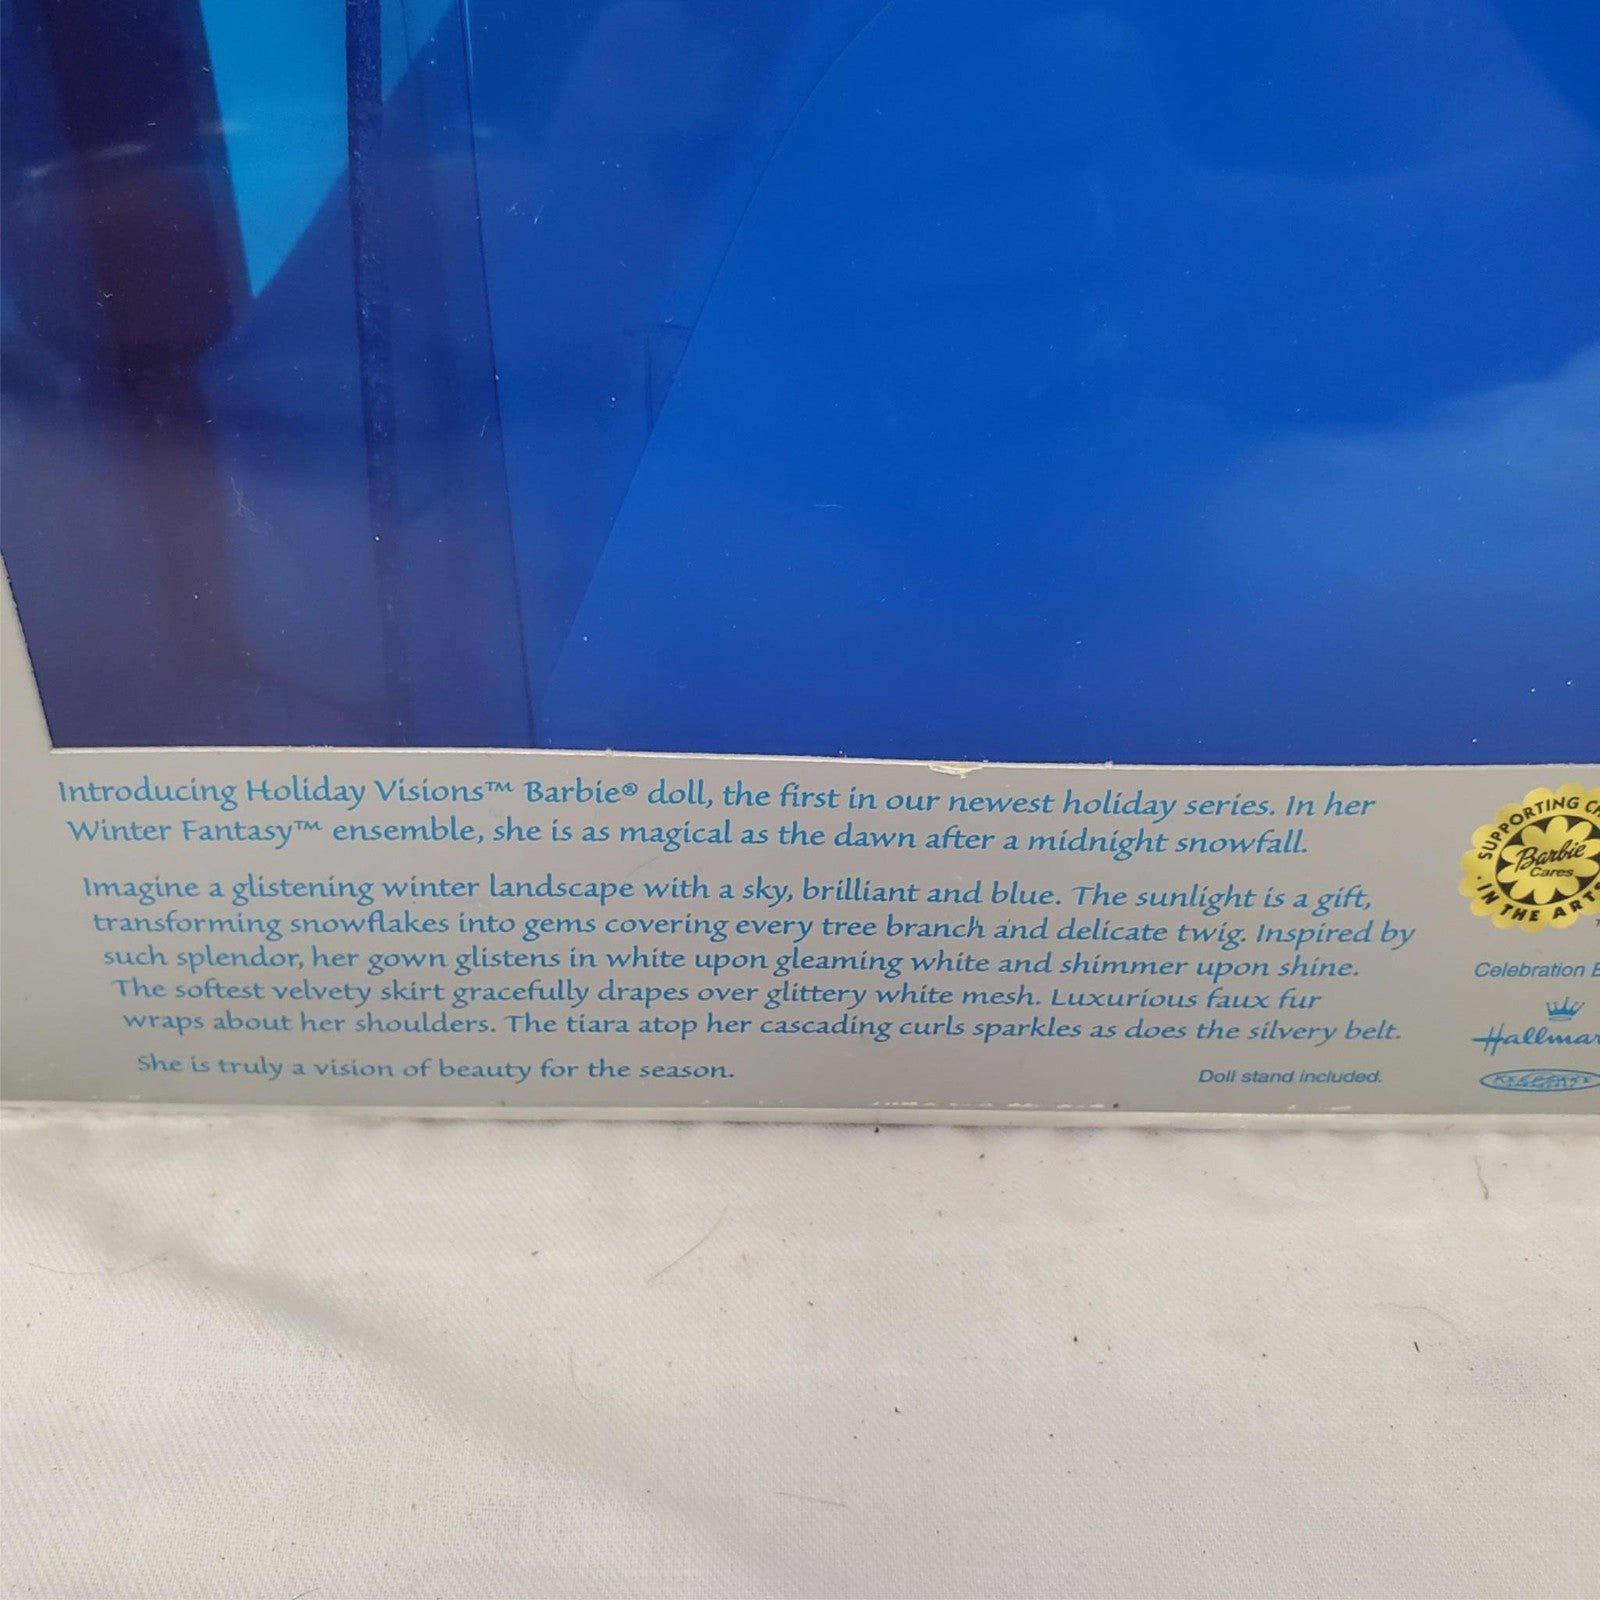 Introducing Holiday Visions™ Barbie® doll, the first in our newest holiday series. In her
Winter Fantasy™ ensemble, she is as magical as the dawn after a midnight snowfall.
Imagine a glistening winter landscape with a sky, brilliant and blue. The sunlight is a gift,
transforming snowflakes into gems covering every tree branch and delicate twig. Inspired by
such splendor, her gown glistens in white upon gleaming white and shimmer upon shine.
The softest velvety skirt gracefully drapes over glittery white mesh. Luxurious faux fur
wraps about her shoulders. The tiara atop her cascading curls sparkles as does the silvery belt.
She is truly a vision of beauty for the season.
Doll stand included.
SUPPORTING
Barbie
Cares
IN THE ARTS
Celebration